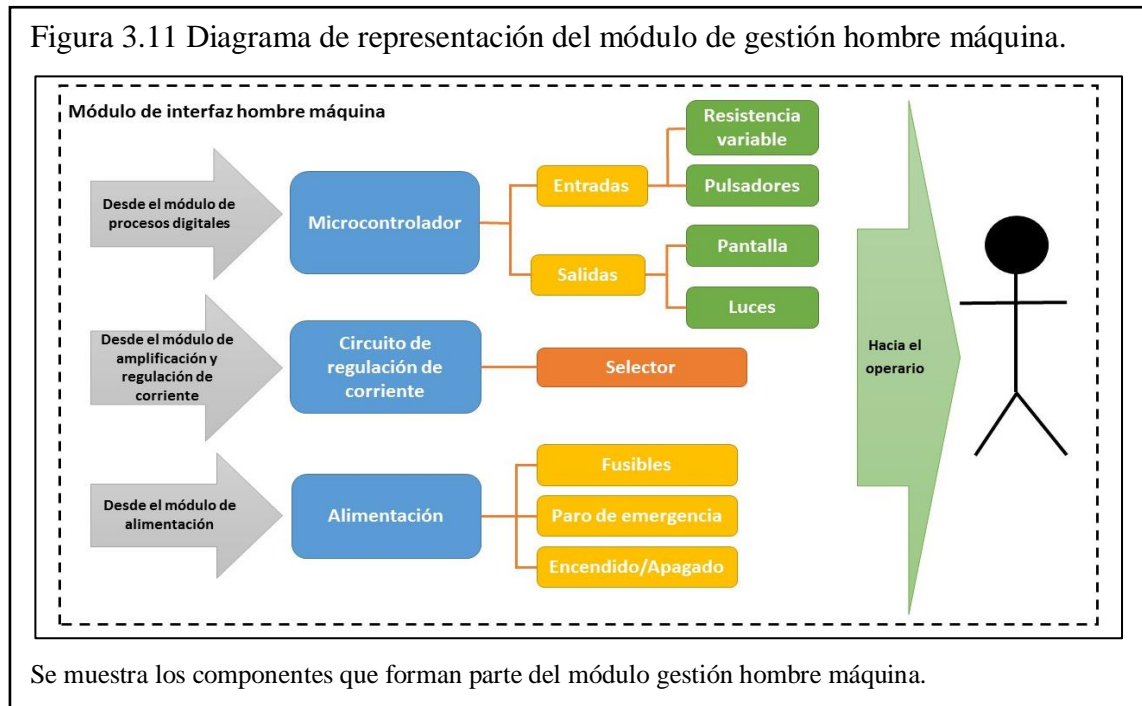 Figura 3.11 Diagrama de representación del módulo de gestión hombre máquina.
Módulo de interfaz hombre máquina
Desde el módulo de
procesos digitales
Microcontrolador
Entradas
Resistencia
variable
Pulsadores
Salidas
Pantalla
Luces
Desde el módulo de
amplificación y
regulación de
corriente
Circuito de
regulación de
corriente
Selector
Desde el módulo de
alimentación
Alimentación
Fusibles
Paro de emergencia
Encendido/Apagado
Hacia el
operario
Se muestra los componentes que forman parte del módulo gestión hombre máquina.